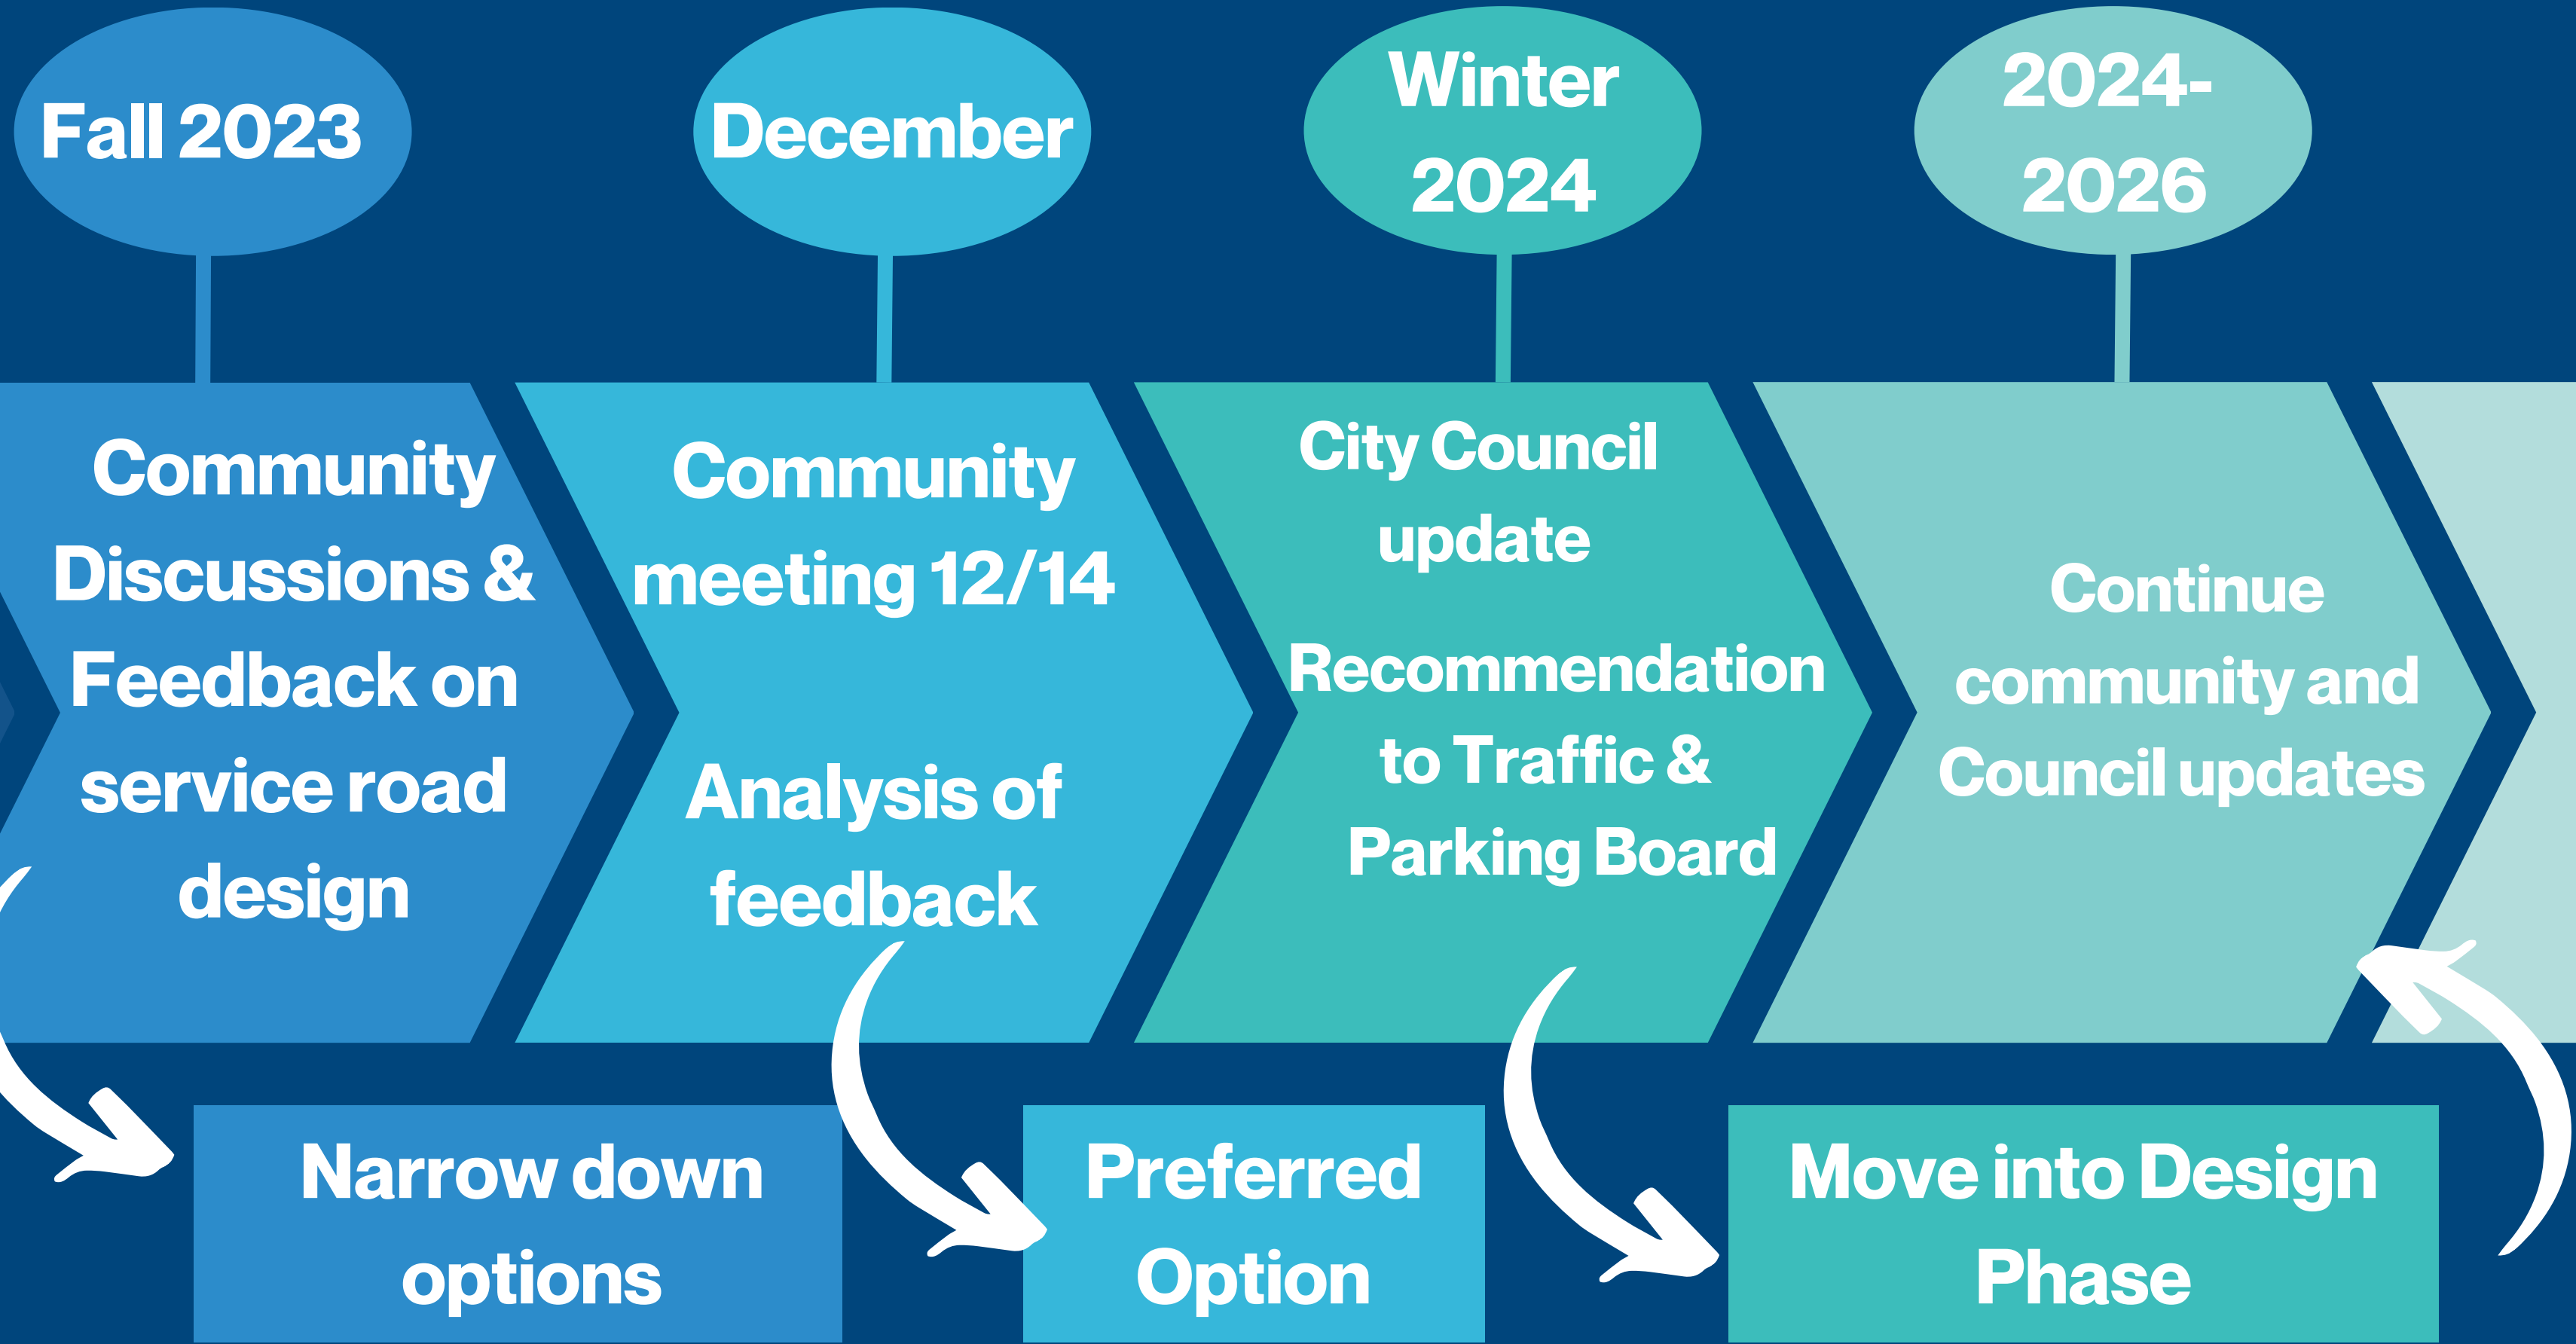 Fall 2023
December
Winter
2024
2024-
2026
Community
Discussions &
Feedback on
service road
design
Community
meeting 12/14
Analysis of
feedback
City Council
update
Recommendation
to Traffic &
Parking Board
Continue
community and
Council updates
Narrow down
options
Preferred
Option
Move into Design
Phase